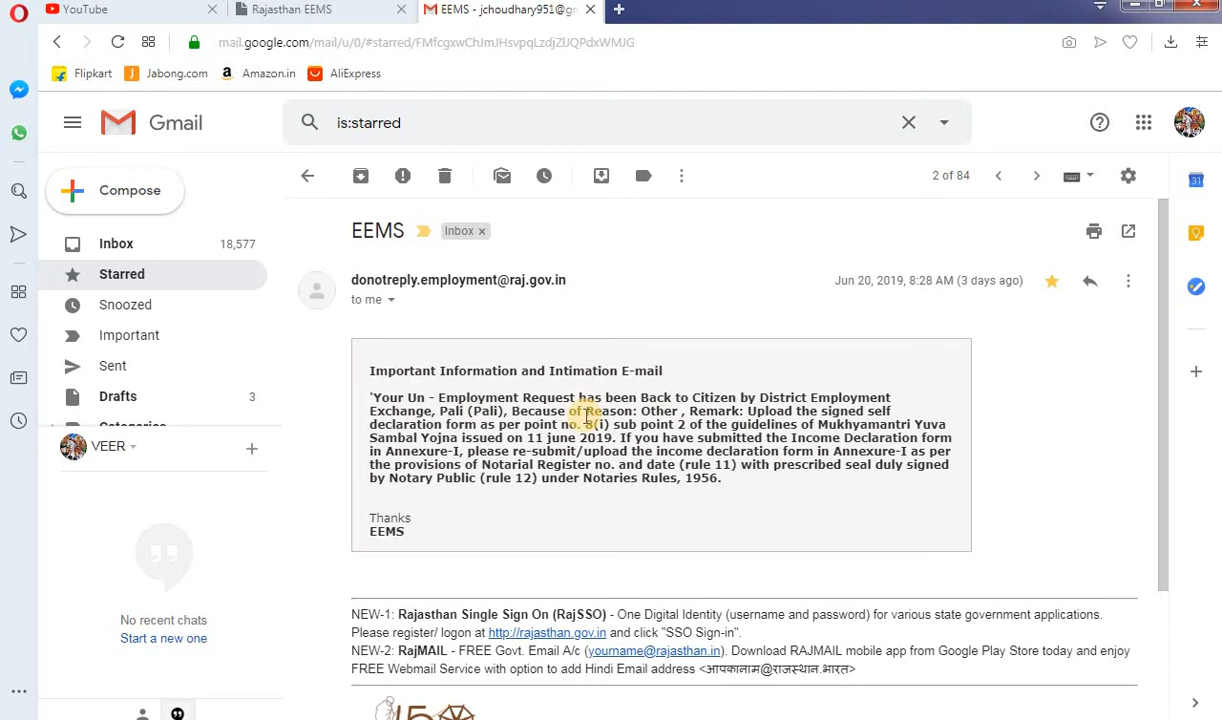 YouTube
Rajasthan EEMS
EEMS - jchoudhary951@gm
mail.google.com/mail/u/0/#starred/FMfcgxwChJmJHsvpqLzdjZlJQPdxWMJG
Flipkart
Jabong.com
Amazon.in
AliExpress
Gmail
is:starred
Compose
2 of 84
Inbox 18,577
Starred
Snoozed
Important
Sent
Drafts 3
VEER
No recent chats
Start a new one
EEMS Inbox x
donotreply.employment@raj.gov.in
Jun 20, 2019, 8:28 AM (3 days ago)
to me
Important Information and Intimation E-mail
'Your Un - Employment Request has been Back to Citizen by District Employment
Exchange, Pali (Pali), Because of Reason: Other , Remark: Upload the signed self
declaration form as per point no. 8(i) sub point 2 of the guidelines of Mukhyamantri Yuva
Sambal Yojna issued on 11 june 2019. If you have submitted the Income Declaration form
in Annexure-I, please re-submit/upload the income declaration form in Annexure-I as per
the provisions of Notarial Register no. and date (rule 11) with prescribed seal duly signed
by Notary Public (rule 12) under Notaries Rules, 1956.
Thanks
EEMS
NEW-1: Rajasthan Single Sign On (RajSSO) - One Digital Identity (username and password) for various state government applications.
Please register/ logon at http://rajasthan.gov.in and click "SSO Sign-in".
NEW-2: RajMAIL - FREE Govt. Email A/c (yourname@rajasthan.in). Download RAJMAIL mobile app from Google Play Store today and enjoy
FREE Webmail Service with option to add Hindi Email address <आपकानाम@राजस्थान.भारत>
31